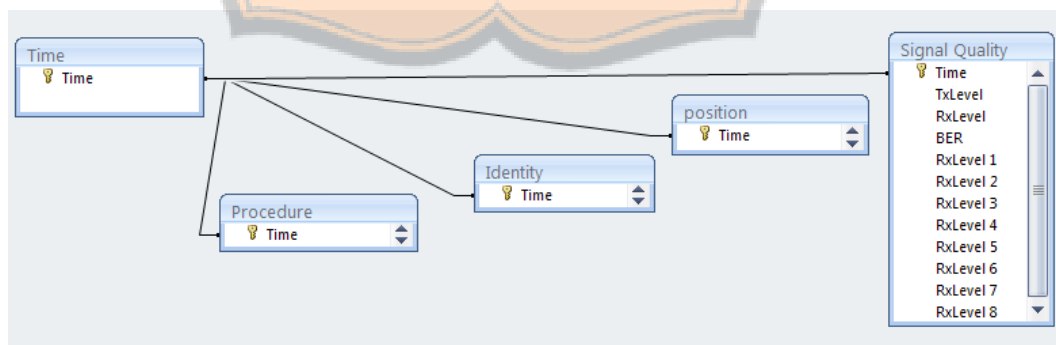 Time
Time
Signal Quality
Time
TxLevel
RxLevel
BER
RxLevel 1
RxLevel 2
RxLevel 3
RxLevel 4
RxLevel 5
RxLevel 6
RxLevel 7
RxLevel 8
position
Time
Identity
Time
Procedure
Time